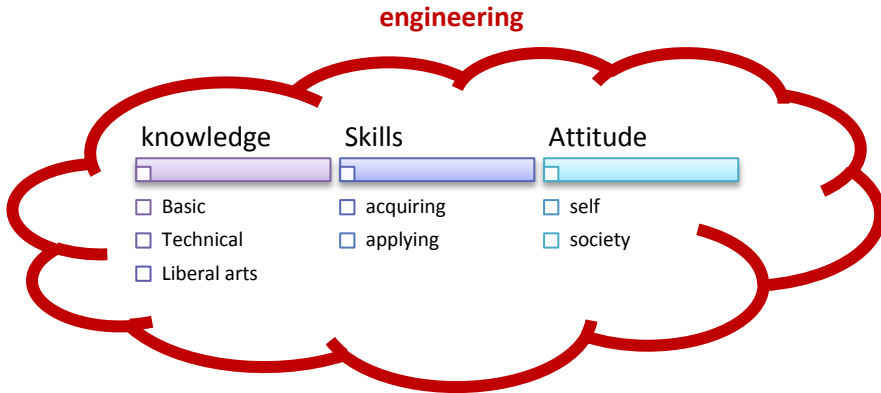 engineering
knowledge
Skills
Attitude
Basic
Technical
Liberal arts
acquiring
applying
self
society